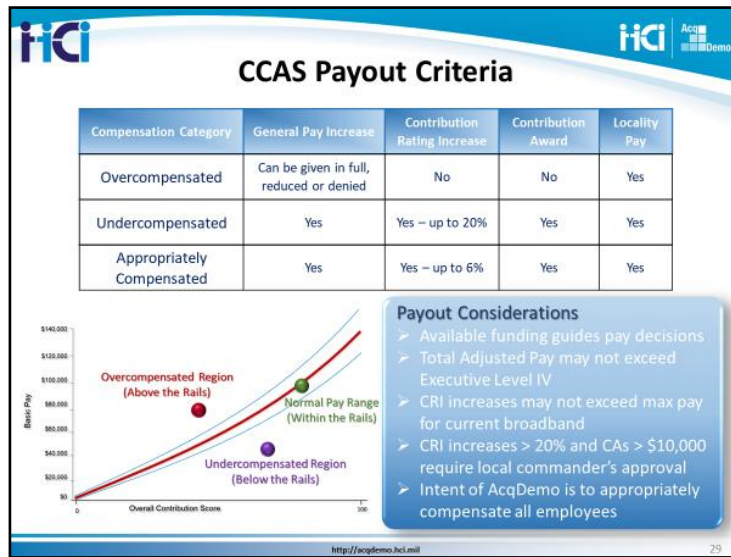 HCi
HCi
Acq
Demo
CCAS Payout Criteria
Compensation Category
General Pay Increase
Contribution
Rating Increase
Contribution
Award
Locality
Pay
Overcompensated
Can be given in full,
reduced or denied
No
No
Yes
Undercompensated
Yes
Yes – up to 20%
Yes
Yes
Appropriately
Compensated
Yes
Yes – up to 6%
Yes
Yes
$140,000
$120,000
$100,000
$80,000
$60,000
$40,000
$20,000
$0
Basic Pay
Overcompensated Region
(Above the Rails)
Normal Pay Range
(Within the Rails)
Undercompensated Region
(Below the Rails)
0
Overall Contribution Score
100
Payout Considerations
➢ Available funding guides pay decisions
➢ Total Adjusted Pay may not exceed
Executive Level IV
➢ CRI increases may not exceed max pay
for current broadband
➢ CRI increases > 20% and CAs > $10,000
require local commander's approval
➢ Intent of AcqDemo is to appropriately
compensate all employees
http://acqdemo.hci.mil
29